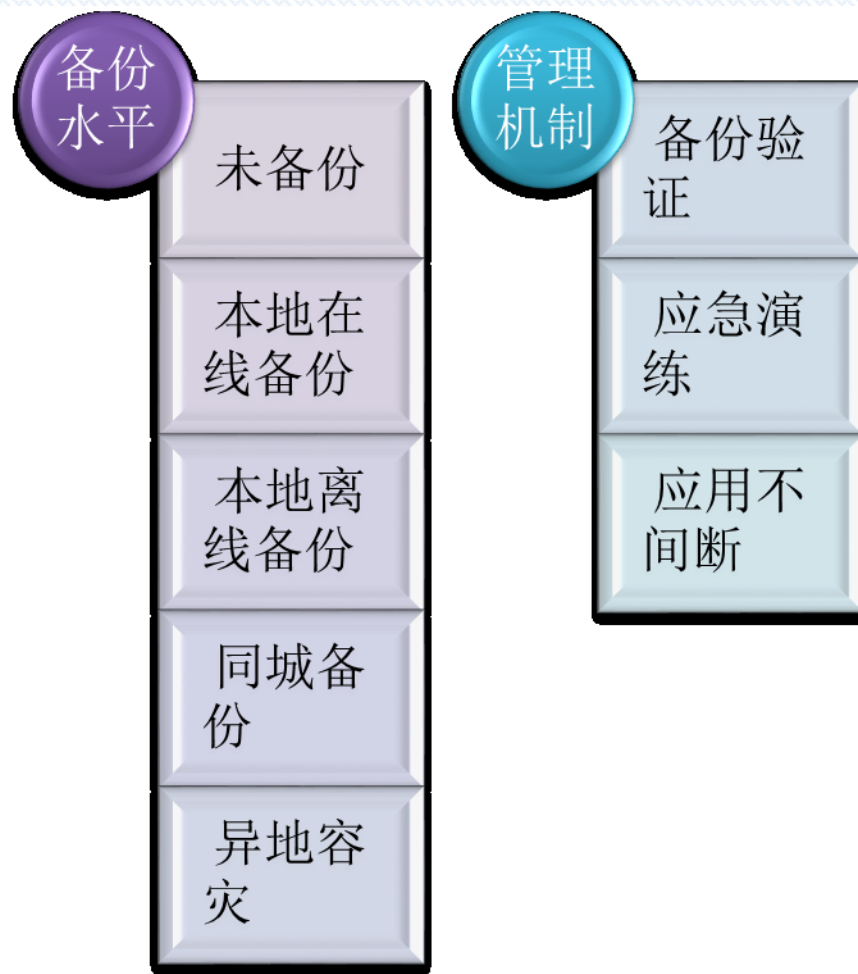 备份
水平
未备份
本地在
线备份
本地离
线备份
同城备
份
异地容
灾
管理
机制
备份验
证
应急演
练
应用不
间断